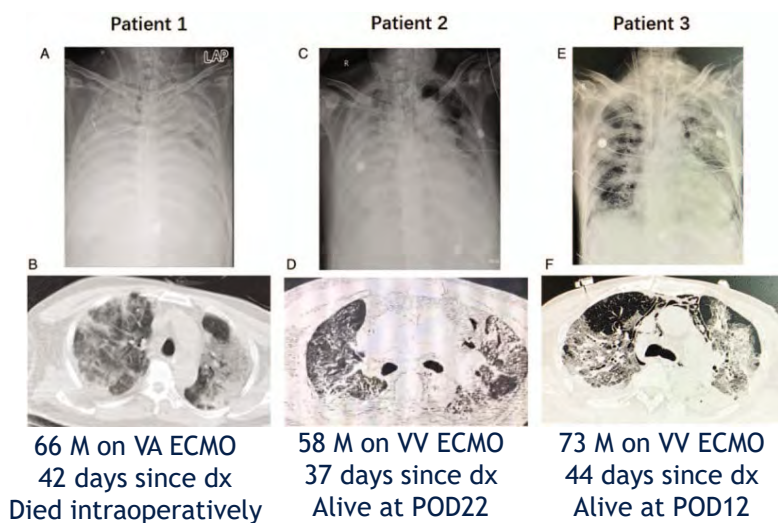 Patient 1
Patient 2
Patient 3
A
LAP
C
R
E
B
D
F
66 M on VA ECMO
42 days since dx
Died intraoperatively
58 M on VV ECMO
37 days since dx
Alive at POD22
73 M on VV ECMO
44 days since dx
Alive at POD12